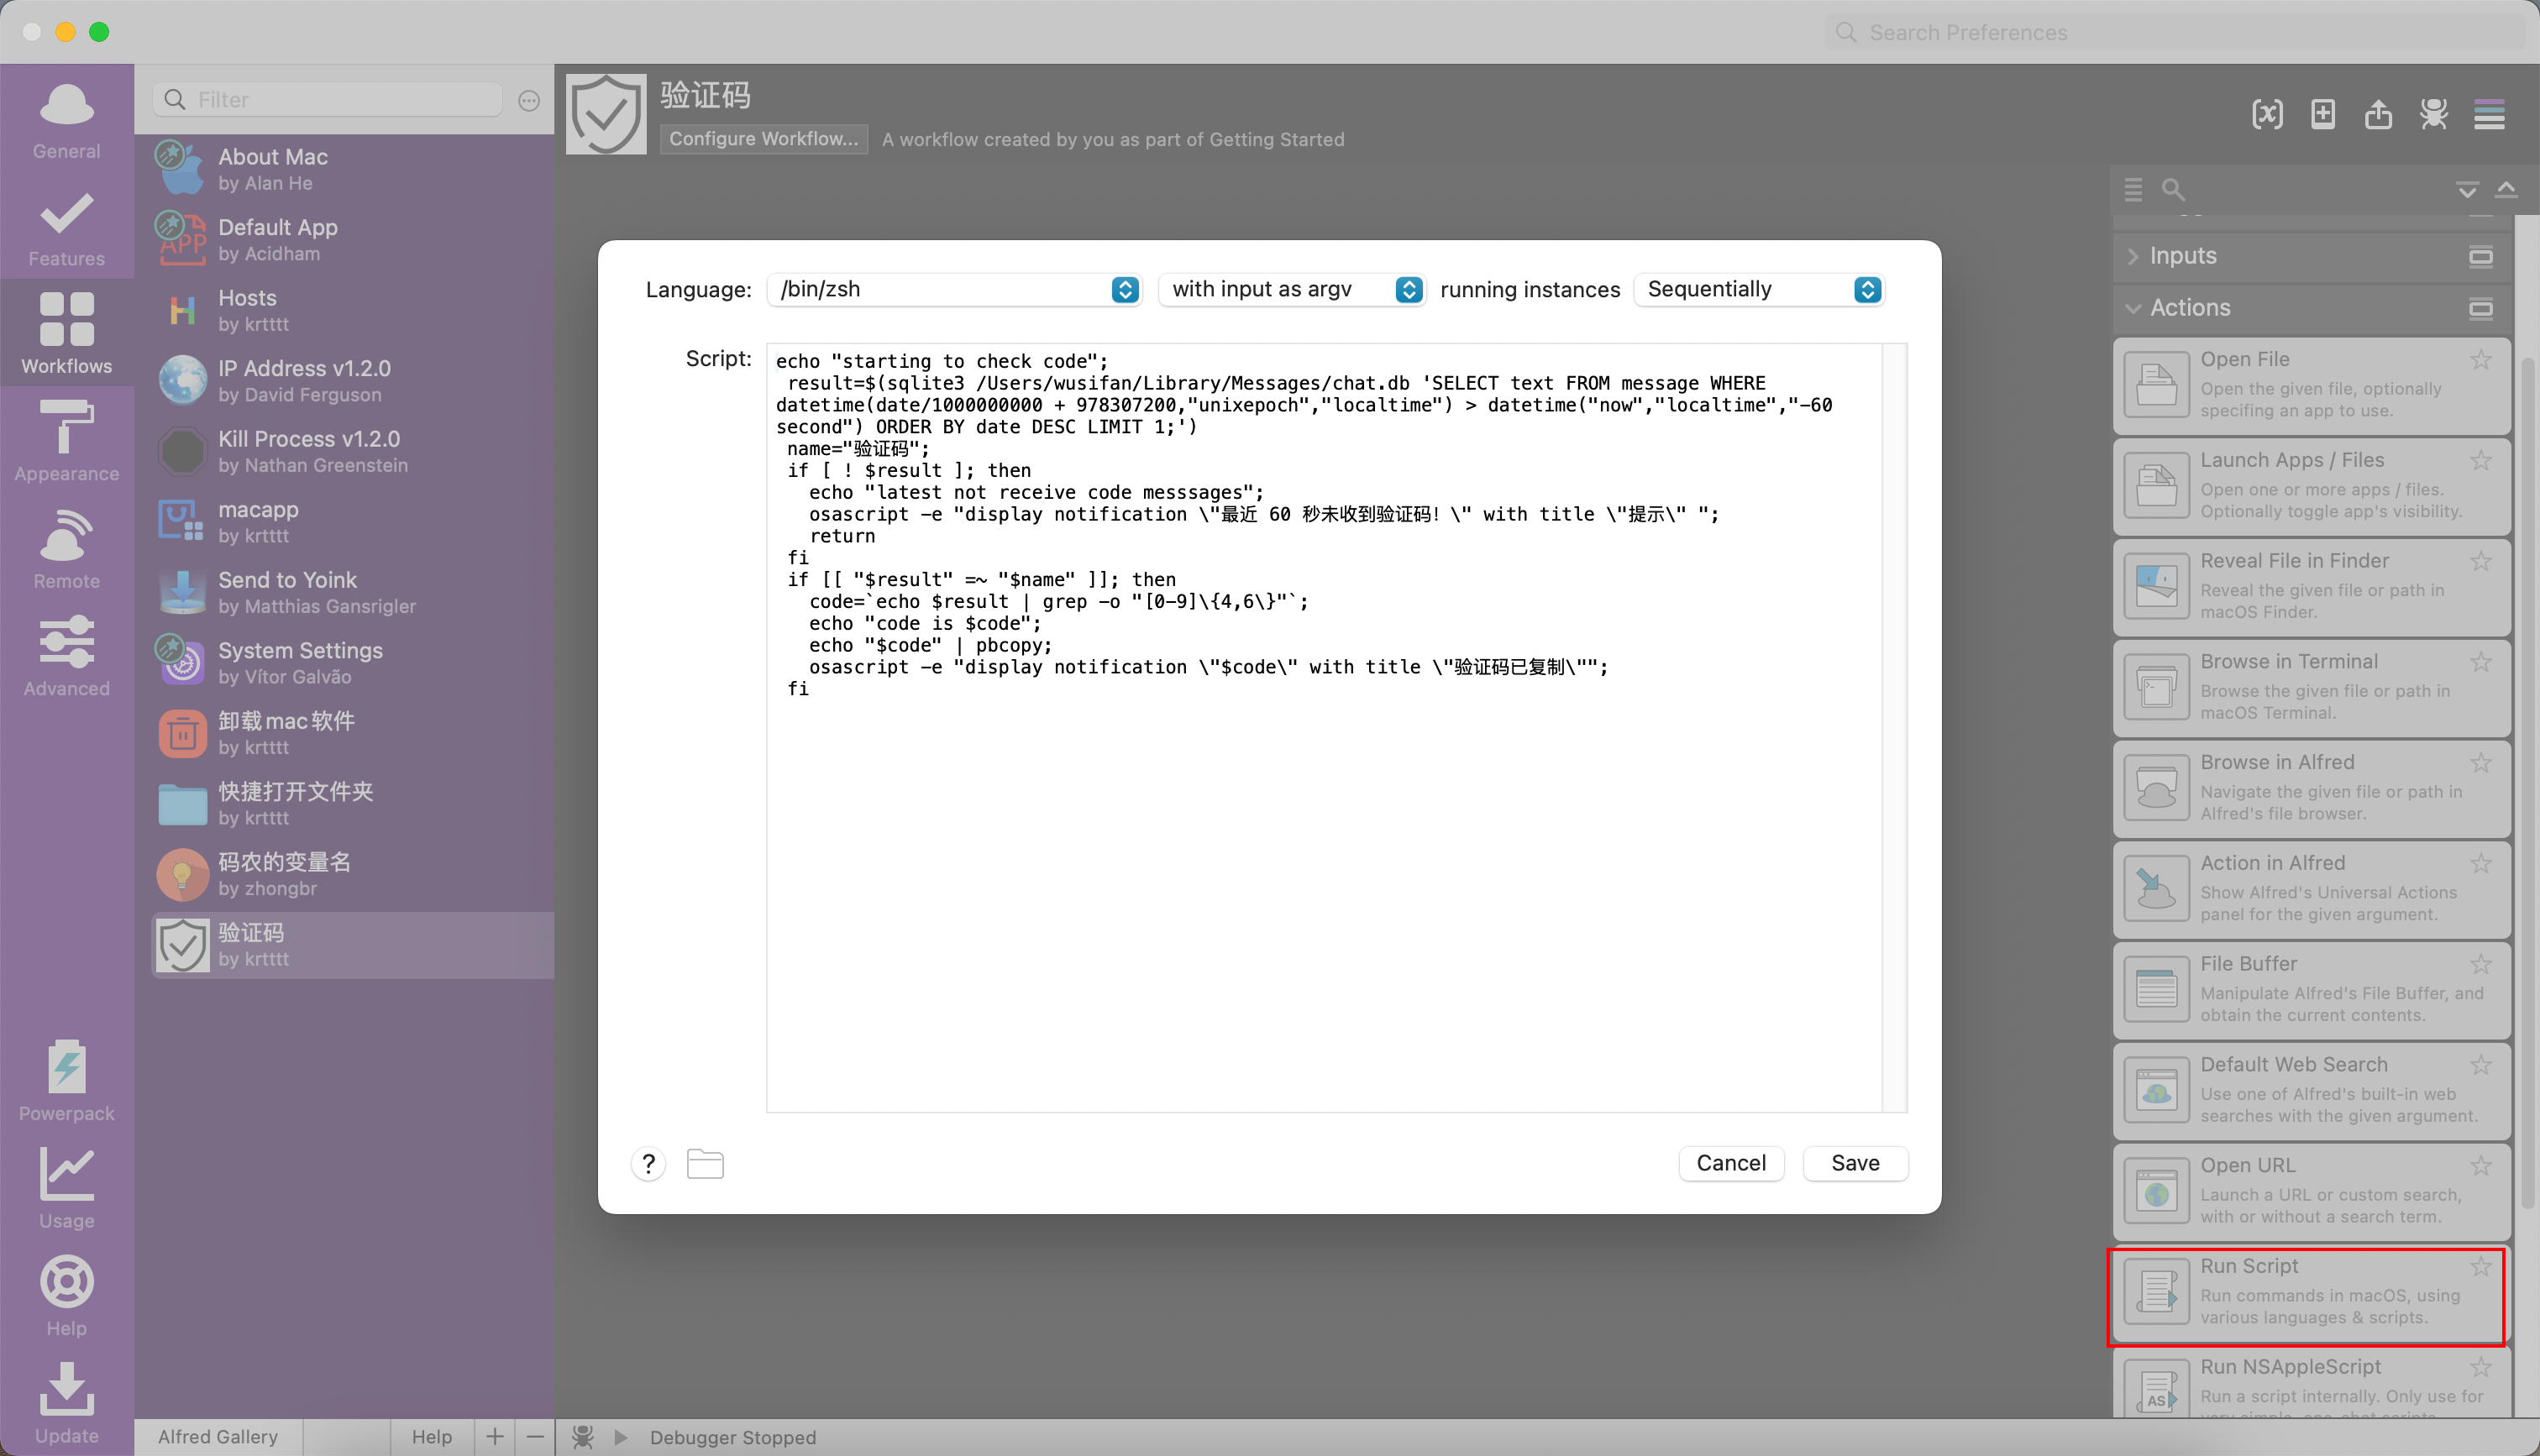 Search Preferences
General
Features
Workflows
Appearance
Remote
Advanced
Powerpack
Usage
Help
Update
Filter
About Mac
by Alan He
Default App
by Acidham
Hosts
by krtttt
IP Address v1.2.0
by David Ferguson
Kill Process v1.2.0
by Nathan Greenstein
macapp
by krtttt
Send to Yoink
by Matthias Gansrigler
System Settings
by Vítor Galvão
卸载mac软件
by krtttt
快捷打开文件夹
by krtttt
码农的变量名
by zhongbr
验证码
by krtttt
Alfred Gallery
Help
验证码
Configure Workflow...
A workflow created by you as part of Getting Started
Language:
/bin/zsh
with input as argv
running instances
Sequentially
Script:
echo "starting to check code";
result=$(sqlite3 /Users/wusifan/Library/Messages/chat.db 'SELECT text FROM message WHERE
datetime(date/1000000000 + 978307200,"unixepoch","localtime") > datetime("now","localtime","-60
second") ORDER BY date DESC LIMIT 1;')
name="验证码";
if [ ! $result ]; then
echo "latest not receive code messsages";
osascript -e "display notification \"最近 60 秒未收到验证码！\" with title \"提示\" ";
return
fi
if [[ "$result" =~ "$name" ]]; then
code=`echo $result | grep -o "[0-9]\{4,6\}"`;
echo "code is $code";
echo "$code" | pbcopy;
osascript -e "display notification \"$code\" with title \"验证码已复制\"";
fi
?
Cancel
Save
Debugger Stopped
Inputs
Actions
Open File
Open the given file, optionally
specifing an app to use.
Launch Apps / Files
Open one or more apps / files.
Optionally toggle app's visibility.
Reveal File in Finder
Reveal the given file or path in
macOS Finder.
Browse in Terminal
Browse the given file or path in
macOS Terminal.
Browse in Alfred
Navigate the given file or path in
Alfred's file browser.
Action in Alfred
Show Alfred's Universal Actions
panel for the given argument.
File Buffer
Manipulate Alfred's File Buffer, and
obtain the current contents.
Default Web Search
Use one of Alfred's built-in web
searches with the given argument.
Open URL
Launch a URL or custom search,
with or without a search term.
Run Script
Run commands in macOS, using
various languages & scripts.
Run NSAppleScript
Run a script internally. Only use for